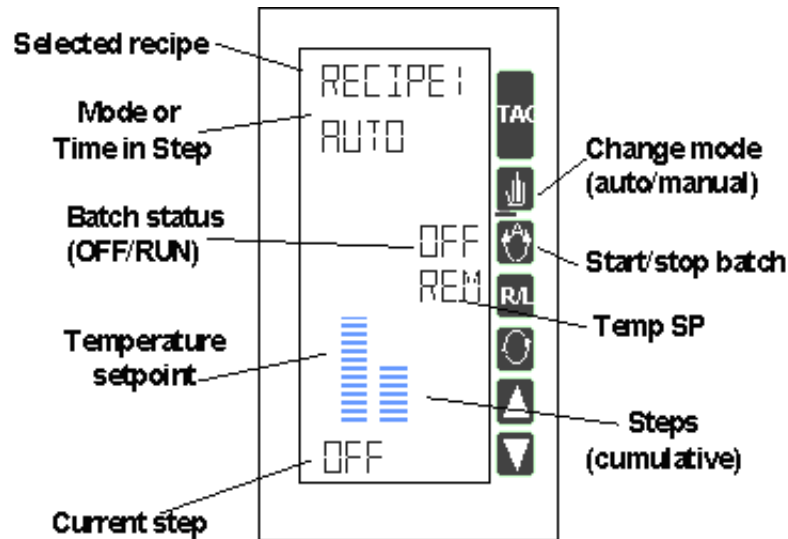 Selected recipe
RECIPE1
TAG
Mode or
Time in Step
AUTO
Change mode
(auto/manual)
Batch status
(OFF/RUN)
OFF
Start/stop batch
REM
R/L
Temp SP
Temperature
setpoint
Steps
(cumulative)
OFF
Current step